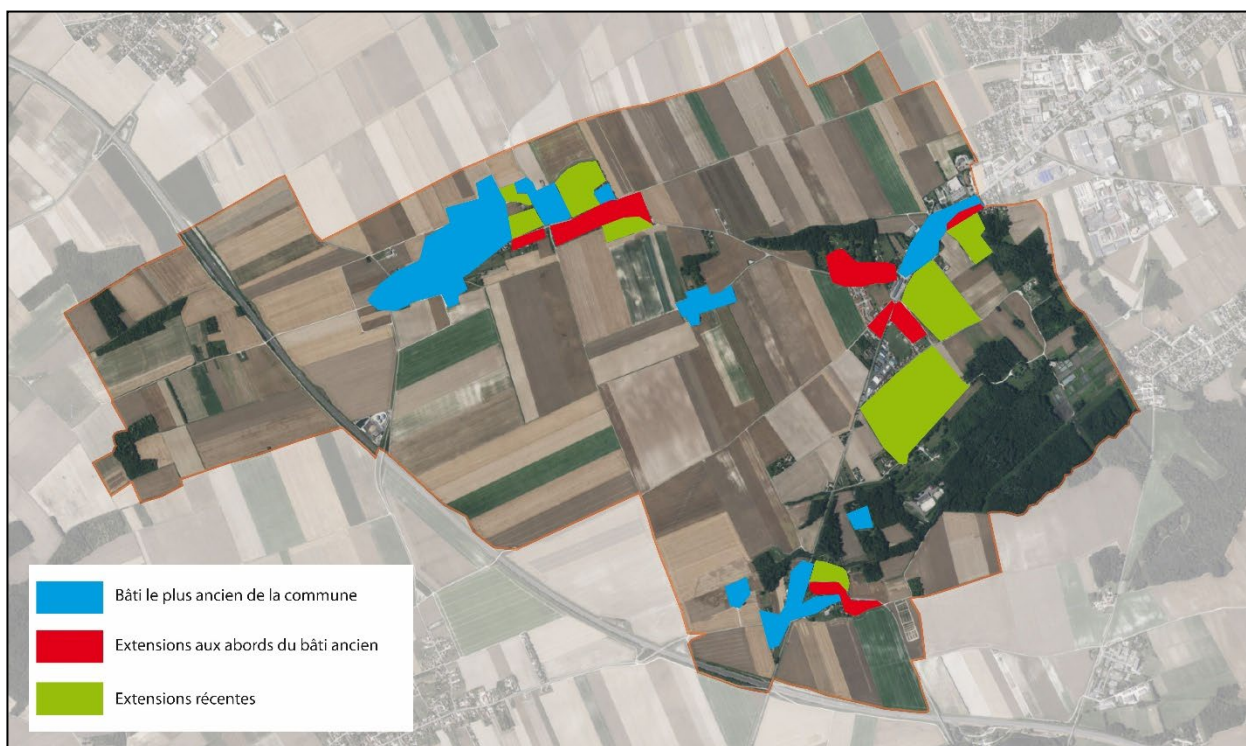 Bâti le plus ancien de la commune
Extensions aux abords du bâti ancien
Extensions récentes